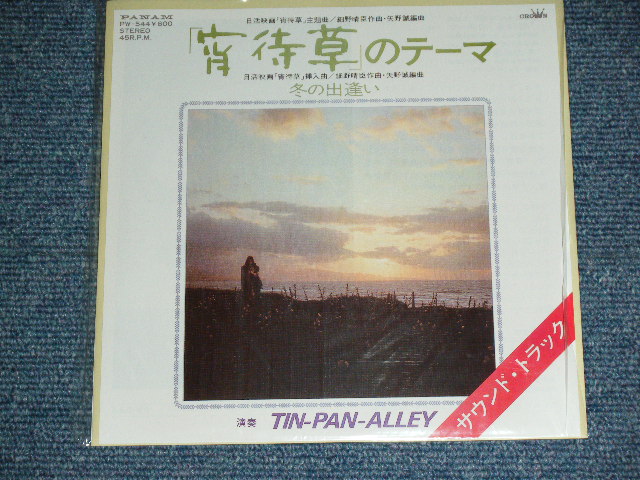 PANAM
PW-544 ¥600
STEREO
45R.P.M.
CROWN
日活映画「宵待草」主題曲/細野晴臣作曲・矢野誠編曲
「宵待草」のテーマ
日活映画「宵待草」挿入曲/細野晴臣作曲・矢野誠編曲
冬の出逢い
サウンド・トラック
演奏 TIN-PAN-ALLEY